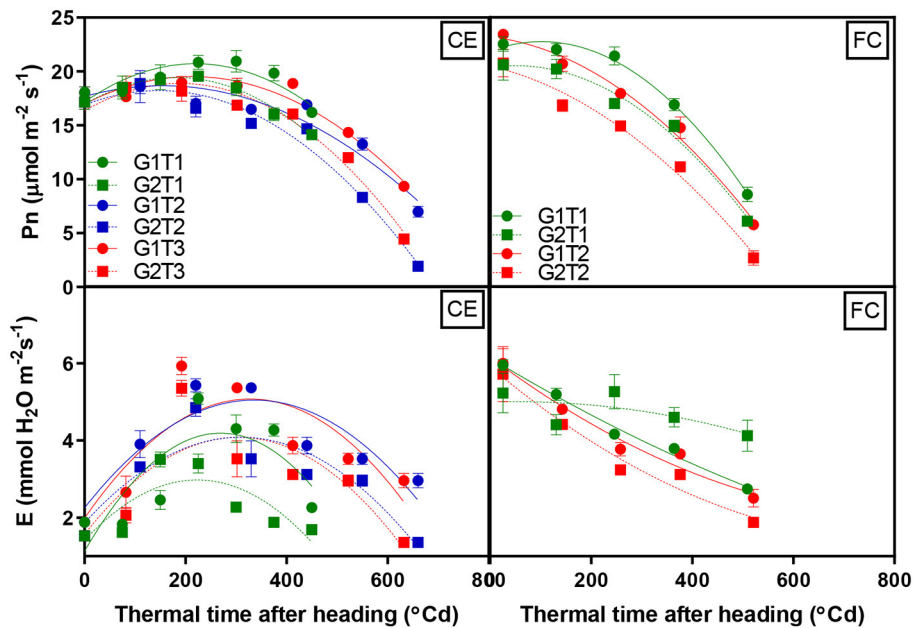 25
20
15
10
5
0
Pn (µmol m⁻² s⁻¹)
CE
G1T1
G2T1
G1T2
G2T2
G1T3
G2T3
FC
G1T1
G2T1
G1T2
G2T2
6
4
2
E (mmol H₂O m⁻²s⁻¹)
CE
FC
0 200 400 600 800 200 400 600 800
Thermal time after heading (°Cd) Thermal time after heading (°Cd)